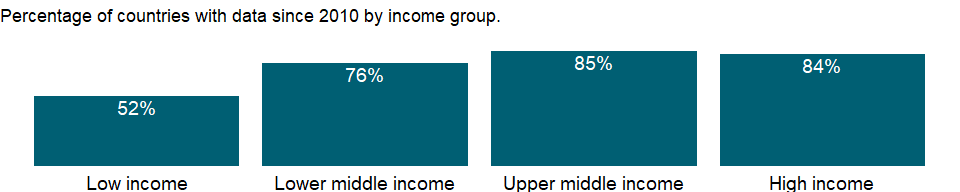 Percentage of countries with data since 2010 by income group.
52%
76%
85%
84%
Low income
Lower middle income
Upper middle income
High income